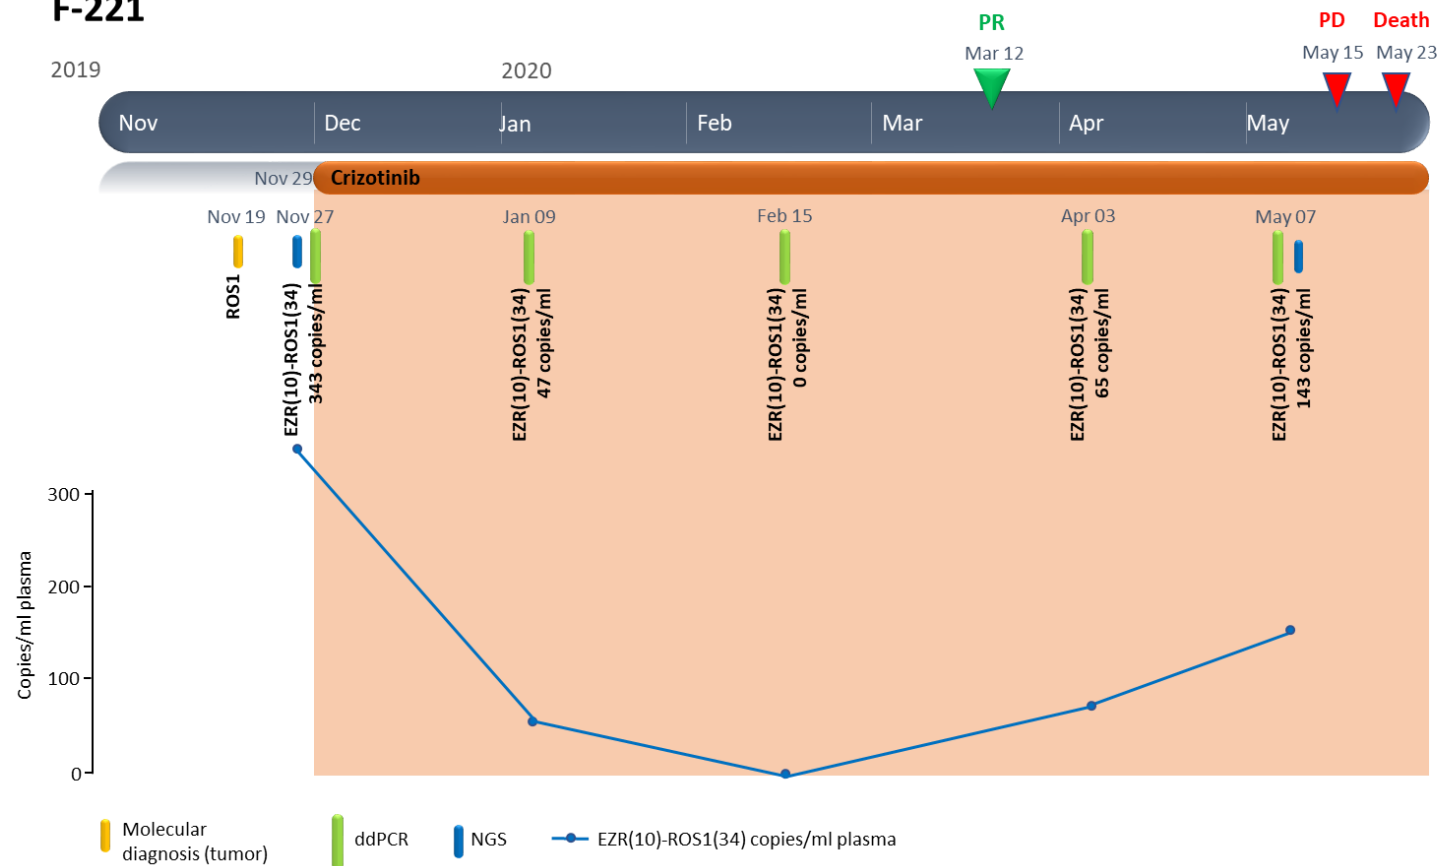 F-221
PR
PD Death
Mar 12
May 15 May 23
2019
2020
Nov
Dec
Jan
Feb
Mar
Apr
May
Nov 29
Crizotinib
Nov 19
Nov 27
Jan 09
Feb 15
Apr 03
May 07
ROS1
EZR(10)-ROS1(34)
343 copies/ml
EZR(10)-ROS1(34)
47 copies/ml
EZR(10)-ROS1(34)
0 copies/ml
EZR(10)-ROS1(34)
65 copies/ml
EZR(10)-ROS1(34)
143 copies/ml
Copies/ml plasma
300
200
100
0
Molecular
diagnosis (tumor)
ddPCR
NGS
EZR(10)-ROS1(34) copies/ml plasma